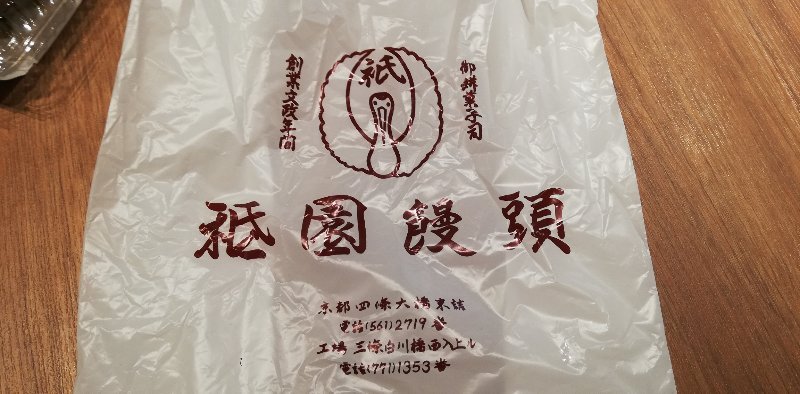 御餅菓子司
祇
創業文政年間
祇園饅頭
京都四條大橋東詰
電話(561)2719番
工場 三條白川橋西入上ル
電話(771)1353番